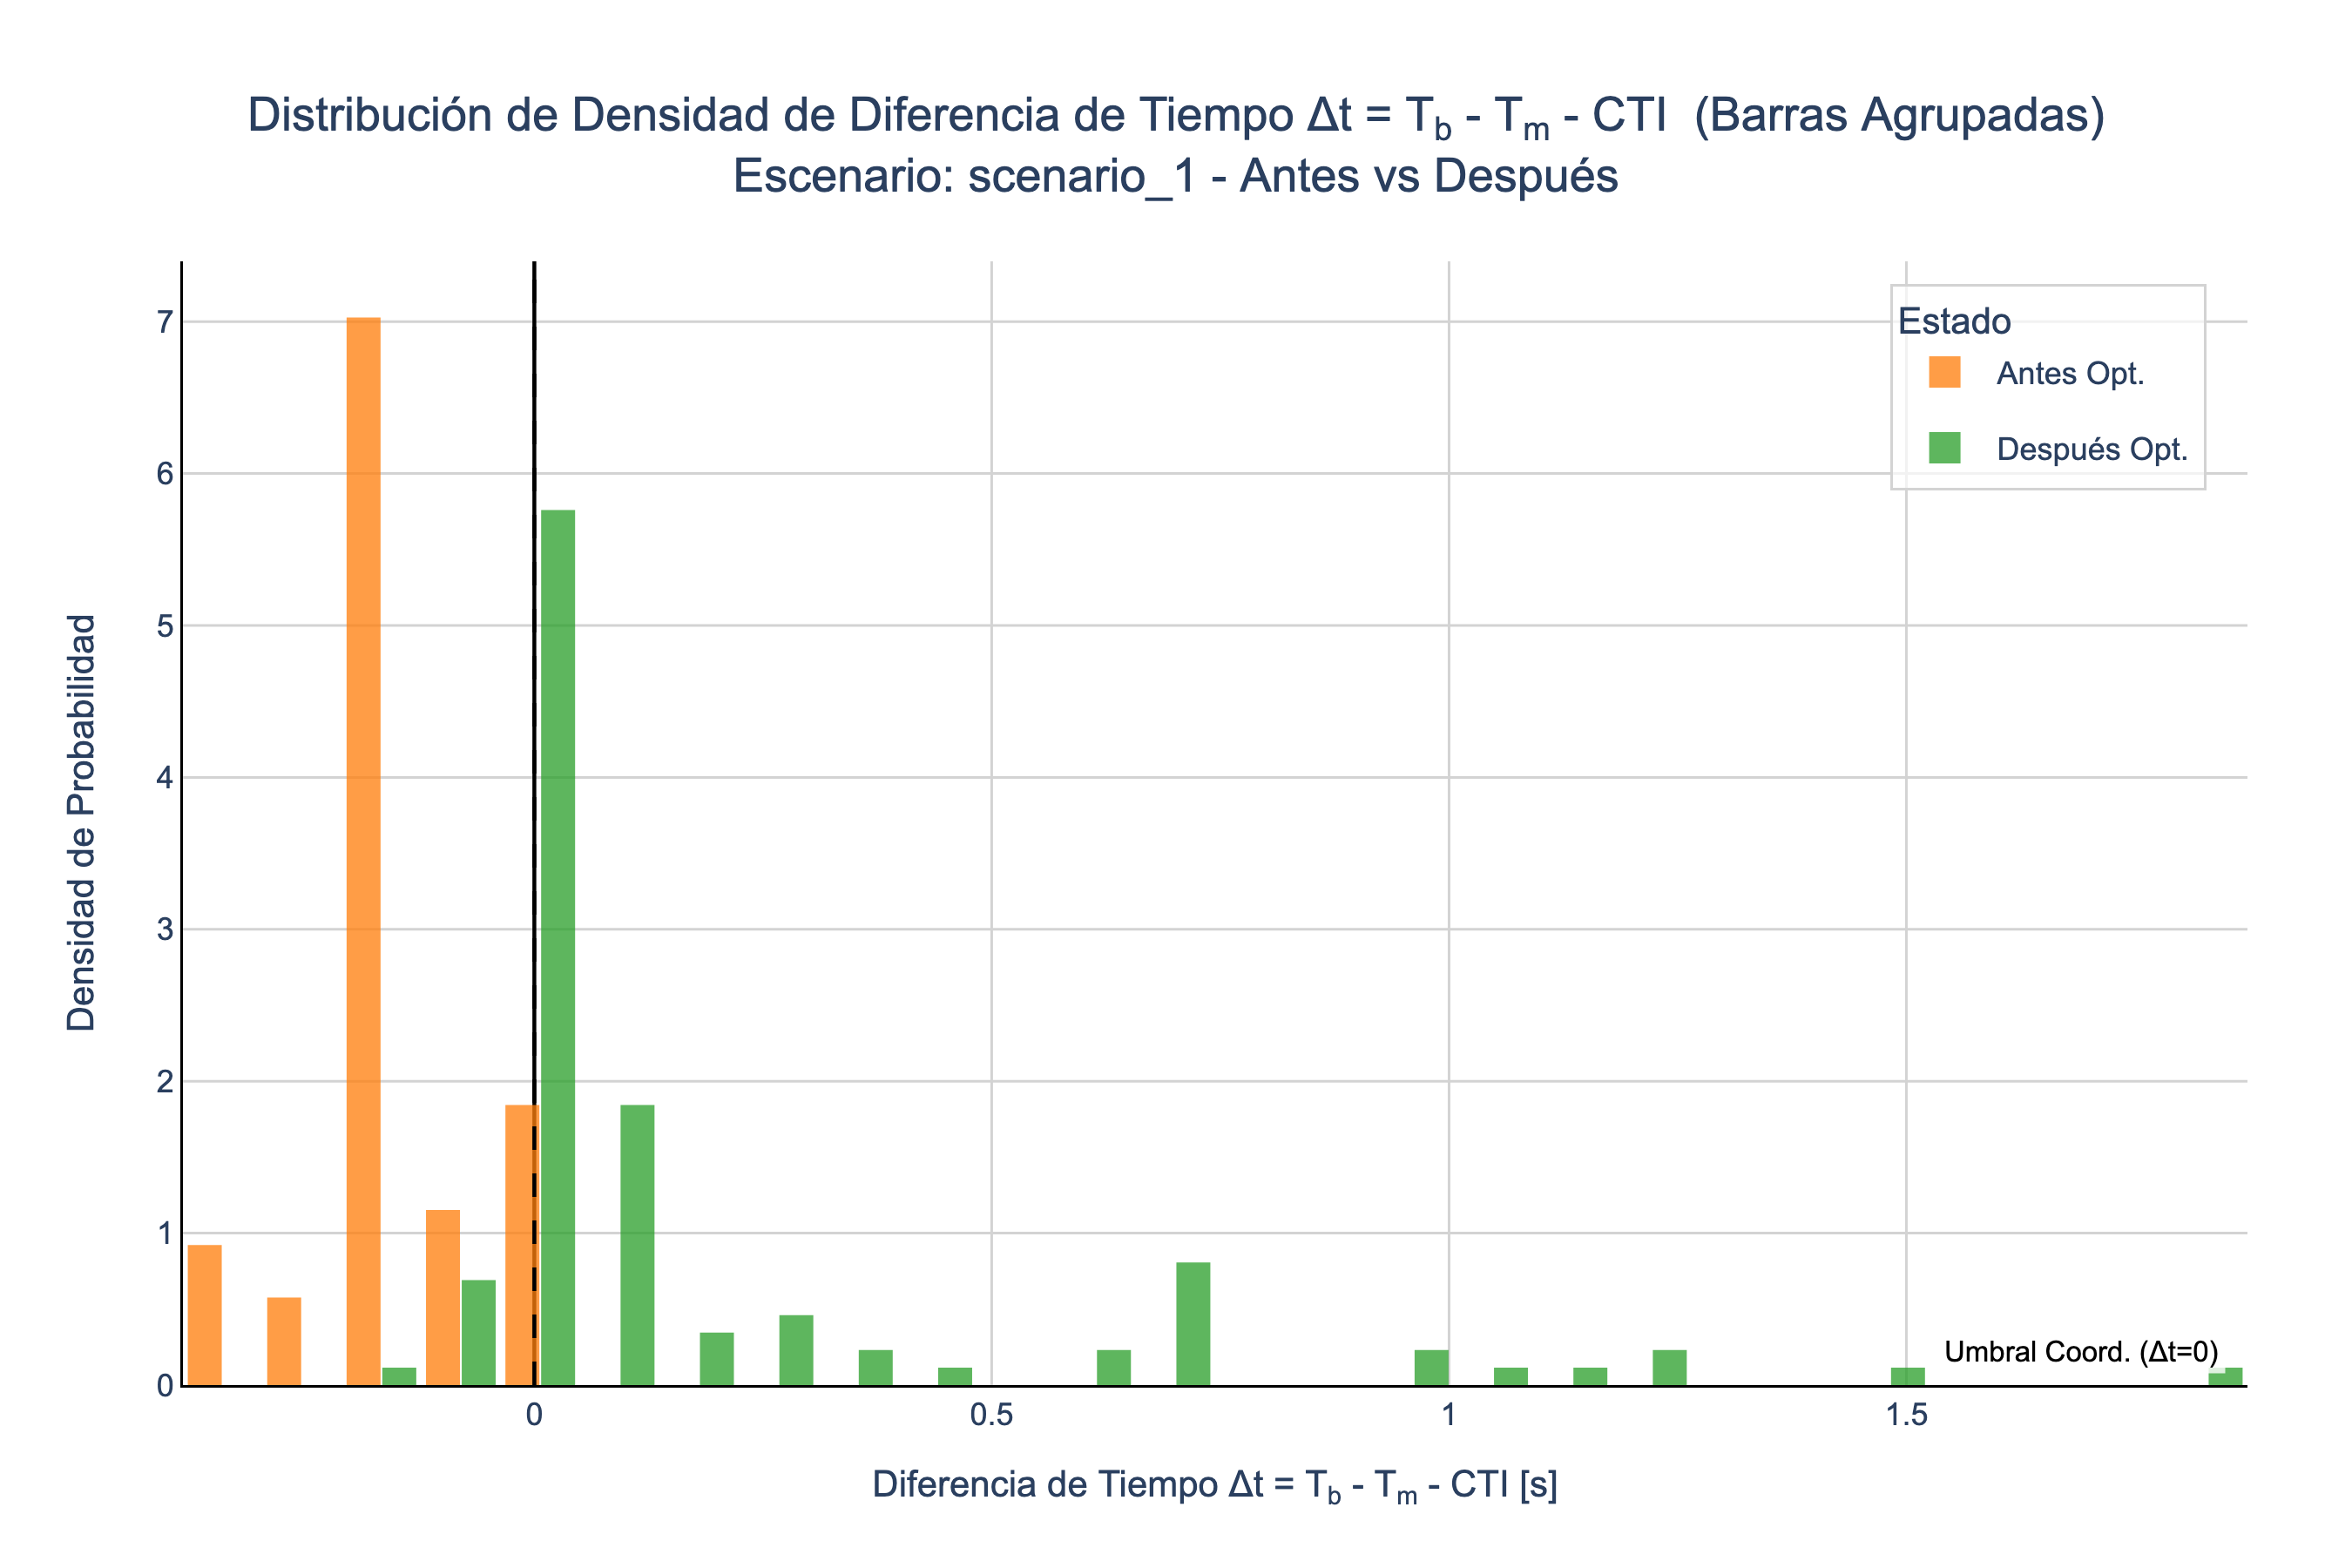 Distribución de Densidad de Diferencia de Tiempo Δt = Tb - Tm - CTI (Barras Agrupadas)
Escenario: scenario_1 - Antes vs Después
Estado
Antes Opt.
Después Opt.
Densidad de Probabilidad
7
6
5
4
3
2
1
0
Umbral Coord. (Δt=0)
0
0.5
1
1.5
Diferencia de Tiempo Δt = Tb - Tm - CTI [s]